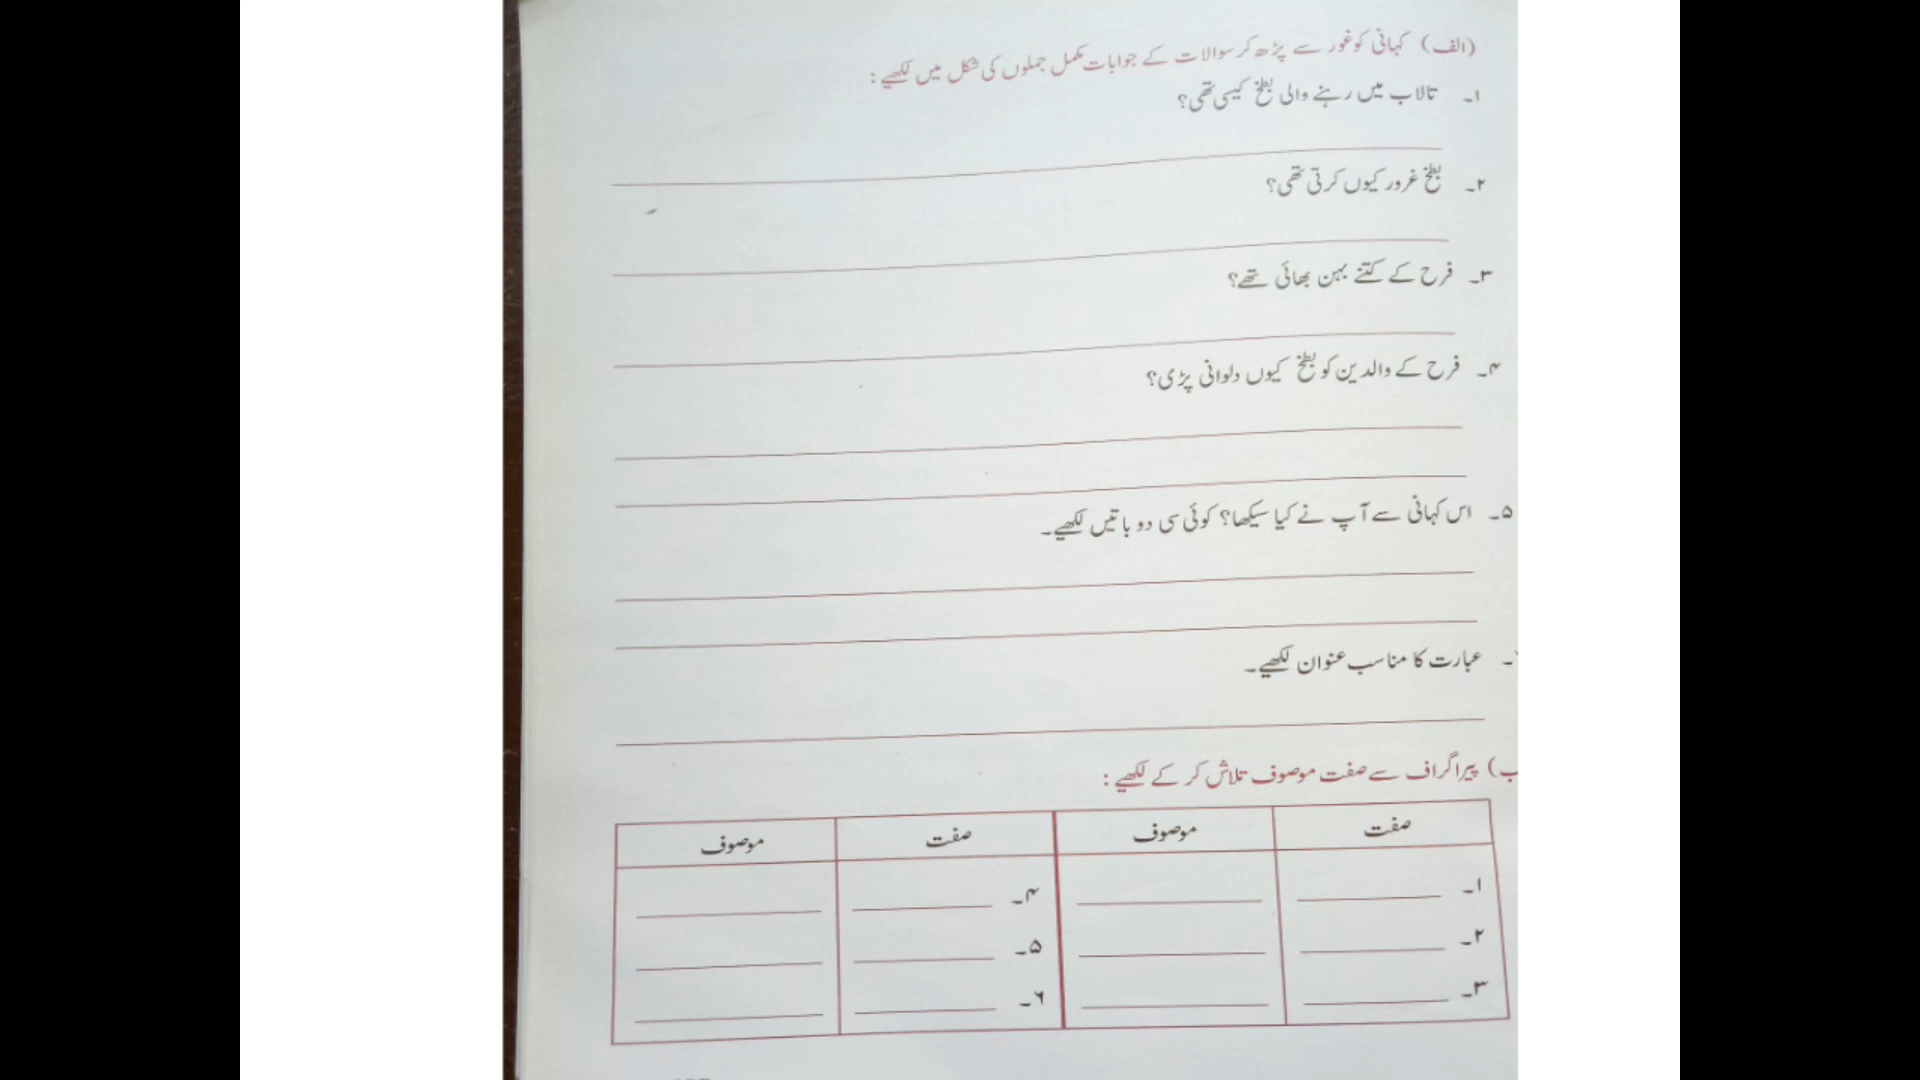 (الف) کہانی کو غور سے پڑھ کر سوالات کے جوابات مکمل جملوں کی شکل میں لکھیے :
۱۔ تالاب میں رہنے والی بطخ کیسی تھی؟
۲۔ بطخ غرور کیوں کرتی تھی؟
۳۔ فرح کے کتنے بہن بھائی تھے؟
۴۔ فرح کے والدین کو بطخ کیوں دلوانی پڑی؟
۵۔ اس کہانی سے آپ نے کیا سیکھا؟ کوئی سی دو باتیں لکھیے۔
۔ عبارت کا مناسب عنوان لکھیے۔
ب) پیراگراف سے صفت موصوف تلاش کر کے لکھیے :
صفت موصوف صفت موصوف
۱۔ ۴۔
۲۔ ۵۔
۳۔ ۶۔